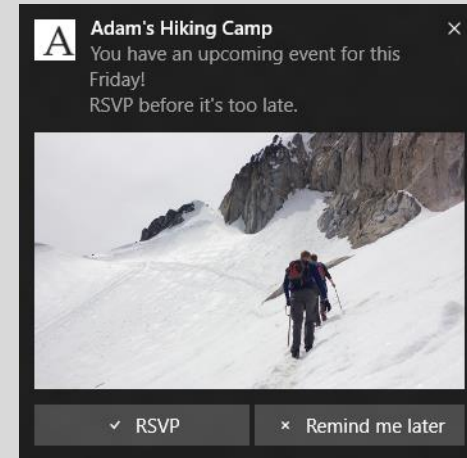 A
Adam's Hiking Camp
You have an upcoming event for this
Friday!
RSVP before it's too late.
RSVP
Remind me later